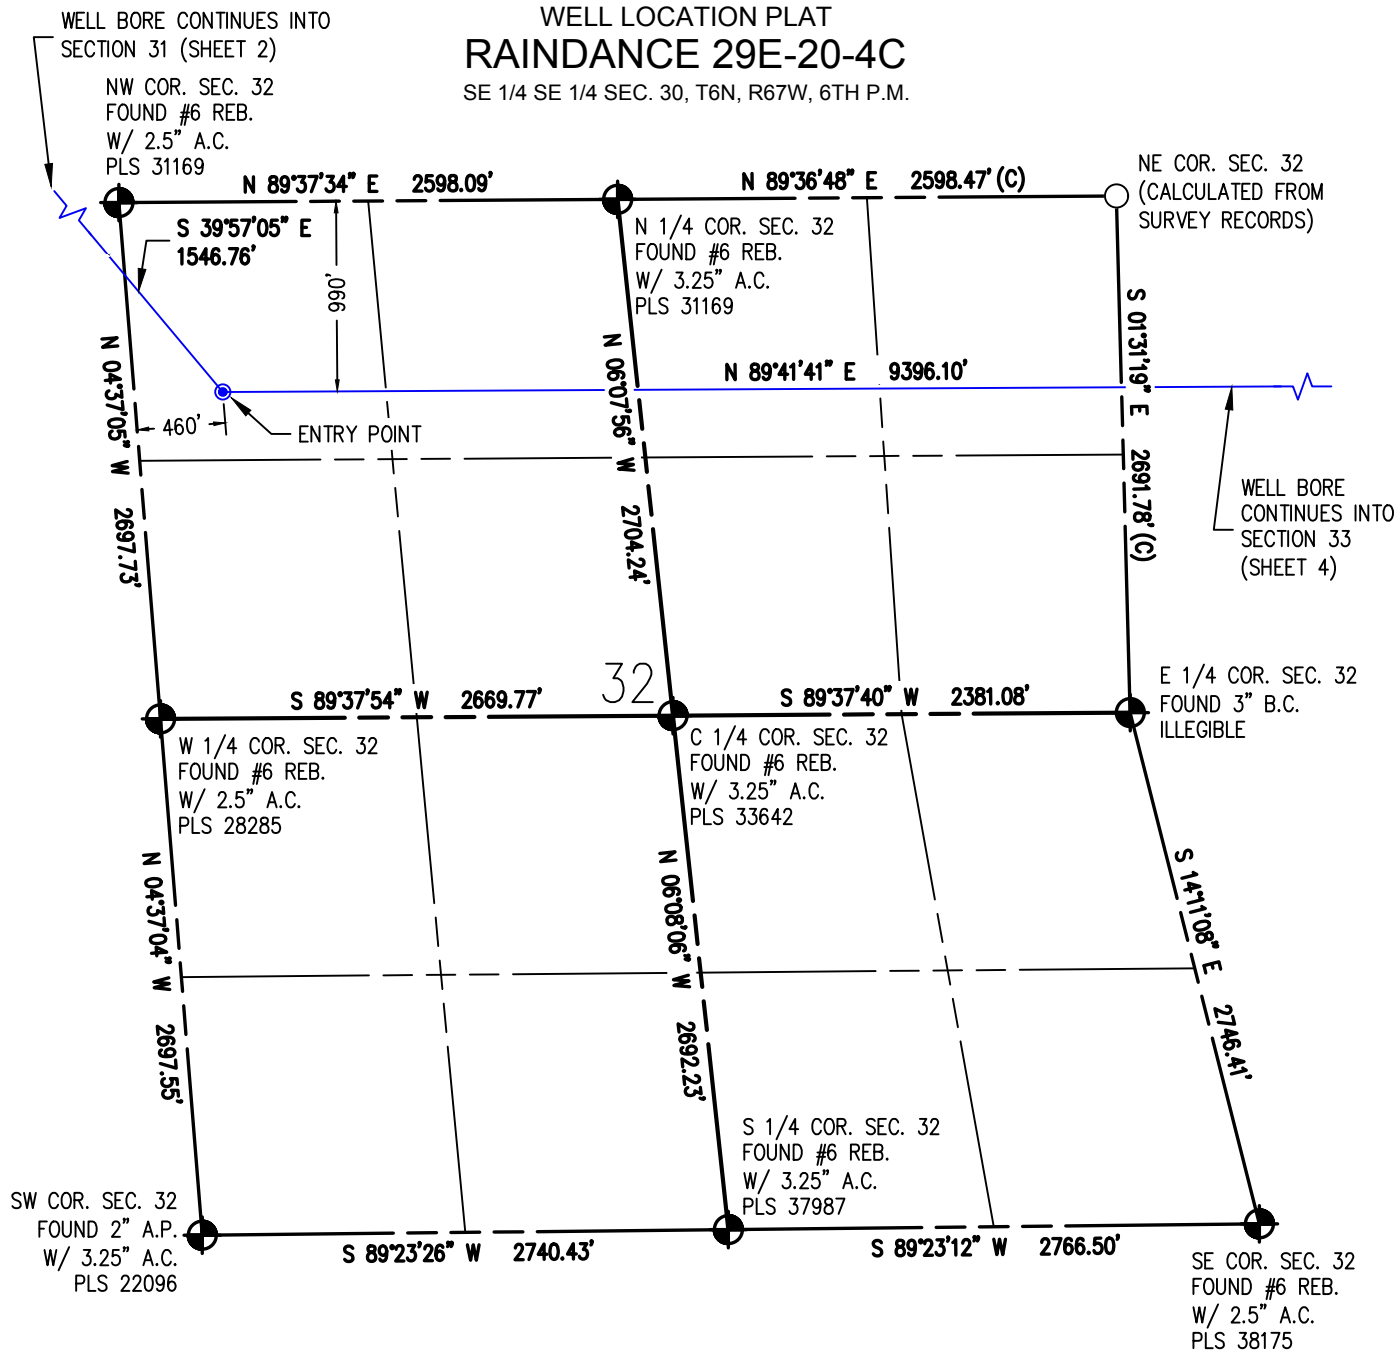 WELL LOCATION PLAT
RAINDANCE 29E-20-4C
SE 1/4 SE 1/4 SEC. 30, T6N, R67W, 6TH P.M.
WELL BORE CONTINUES INTO
SECTION 31 (SHEET 2)
NW COR. SEC. 32
FOUND #6 REB.
W/ 2.5" A.C.
PLS 31169
N 89°37'34" E 2598.09'
N 89°36'48" E 2598.47' (C)
NE COR. SEC. 32
(CALCULATED FROM
SURVEY RECORDS)
S 39°57'05" E
1546.76'
990'
N 1/4 COR. SEC. 32
FOUND #6 REB.
W/ 3.25" A.C.
PLS 31169
N 04°37'05" W 2697.73'
N 06°07'56" W 2704.24'
S 01°31'19" E 2691.78' (C)
N 89°41'41" E 9396.10'
460'
ENTRY POINT
WELL BORE
CONTINUES INTO
SECTION 33
(SHEET 4)
32
S 89°37'54" W 2669.77'
S 89°37'40" W 2381.08'
E 1/4 COR. SEC. 32
FOUND 3" B.C.
ILLEGIBLE
W 1/4 COR. SEC. 32
FOUND #6 REB.
W/ 2.5" A.C.
PLS 28285
C 1/4 COR. SEC. 32
FOUND #6 REB.
W/ 3.25" A.C.
PLS 33642
N 04°37'04" W 2697.55'
N 06°08'06" W 2692.23'
S 14°11'08" E 2746.41'
S 1/4 COR. SEC. 32
FOUND #6 REB.
W/ 3.25" A.C.
PLS 37987
SW COR. SEC. 32
FOUND 2" A.P.
W/ 3.25" A.C.
PLS 22096
S 89°23'26" W 2740.43'
S 89°23'12" W 2766.50'
SE COR. SEC. 32
FOUND #6 REB.
W/ 2.5" A.C.
PLS 38175